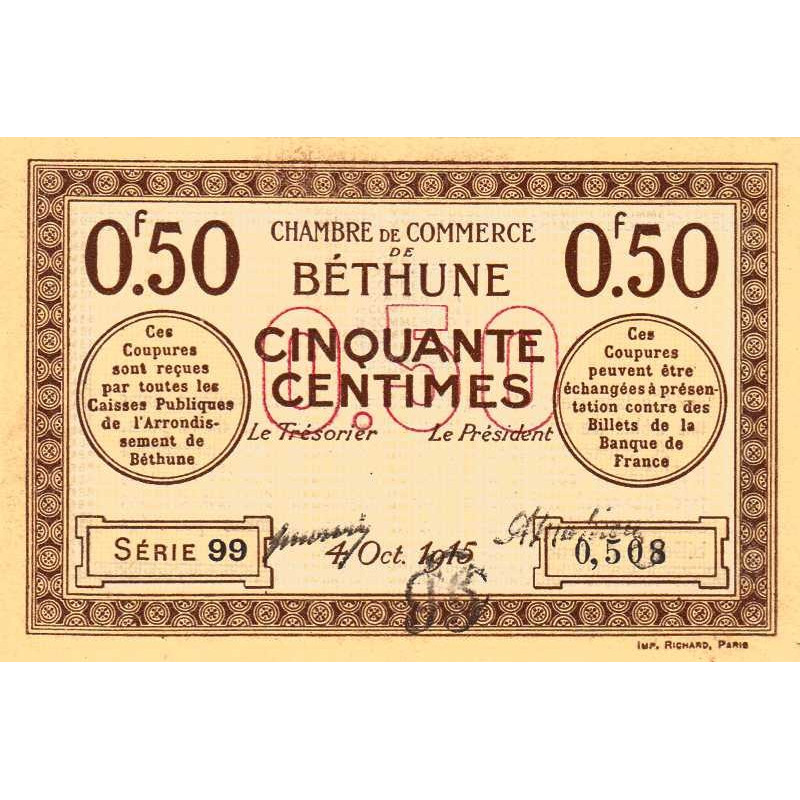 0.50 F
CHAMBRE DE COMMERCE
DE
BÉTHUNE
0.50 F
0.50
CINQUANTE
CENTIMES
Ces
Coupures
sont reçues
par toutes les
Caisses Publiques
de l'Arrondis-
sement de
Béthune
Ces
Coupures
peuvent être
échangées à présen-
tation contre des
Billets de la
Banque de
France
Le Trésorier Le Président
SÉRIE 99
4 Oct. 1915
0,508
85
IMP. RICHARD, PARIS